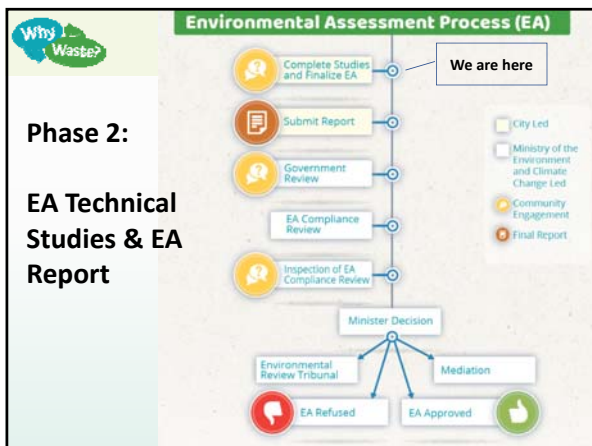 Why
Waste?
Environmental Assessment Process (EA)
Complete Studies
and Finalize EA
We are here
Phase 2:
EA Technical
Studies & EA
Report
Submit Report
Government
Review
EA Compliance
Review
Inspection of EA
Compliance Review
City Led
Ministry of the
Environment
and Climate
Change Led
Community
Engagement
Final Report
Minister Decision
Environmental
Review Tribunal
Mediation
EA Refused
EA Approved